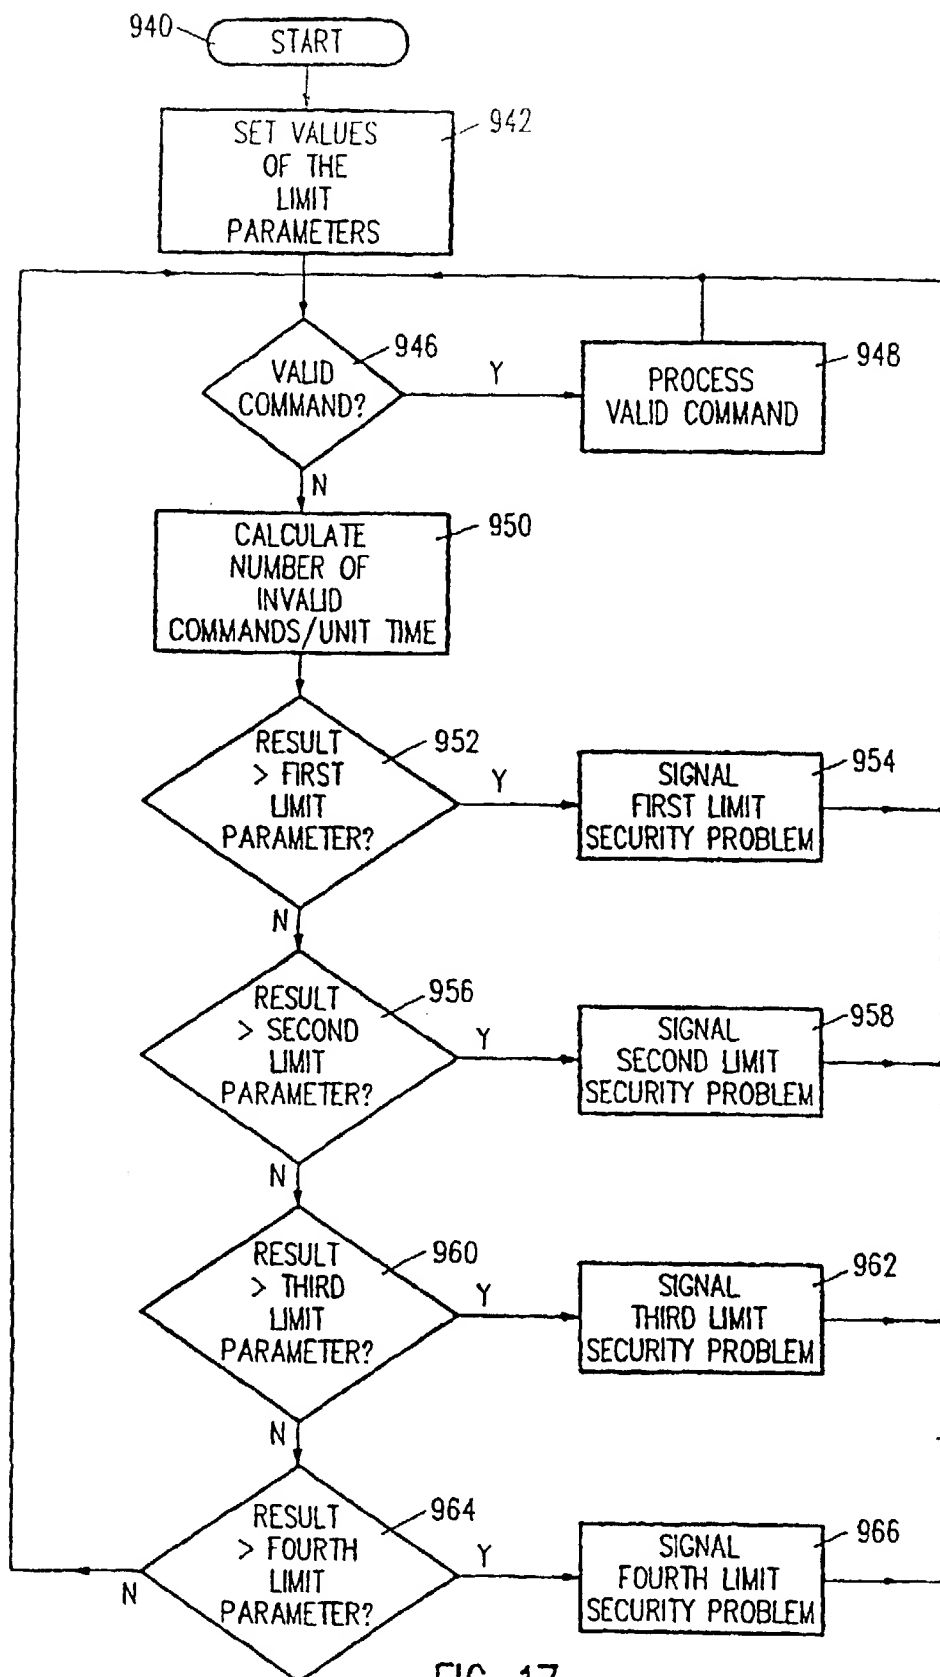 940
START
942
SET VALUES
OF THE
LIMIT
PARAMETERS
946
VALID
COMMAND?
Y
948
PROCESS
VALID COMMAND
N
950
CALCULATE
NUMBER OF
INVALID
COMMANDS/UNIT TIME
952
RESULT
> FIRST
LIMIT
PARAMETER?
Y
954
SIGNAL
FIRST LIMIT
SECURITY PROBLEM
N
956
RESULT
> SECOND
LIMIT
PARAMETER?
Y
958
SIGNAL
SECOND LIMIT
SECURITY PROBLEM
N
960
RESULT
> THIRD
LIMIT
PARAMETER?
Y
962
SIGNAL
THIRD LIMIT
SECURITY PROBLEM
N
964
RESULT
> FOURTH
LIMIT
PARAMETER?
Y
966
SIGNAL
FOURTH LIMIT
SECURITY PROBLEM
N
FIG. 17